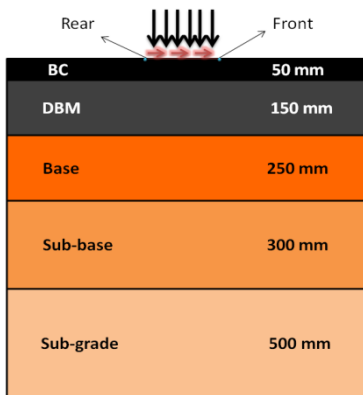 Rear Front
BC 50 mm
DBM 150 mm
Base 250 mm
Sub-base 300 mm
Sub-grade 500 mm